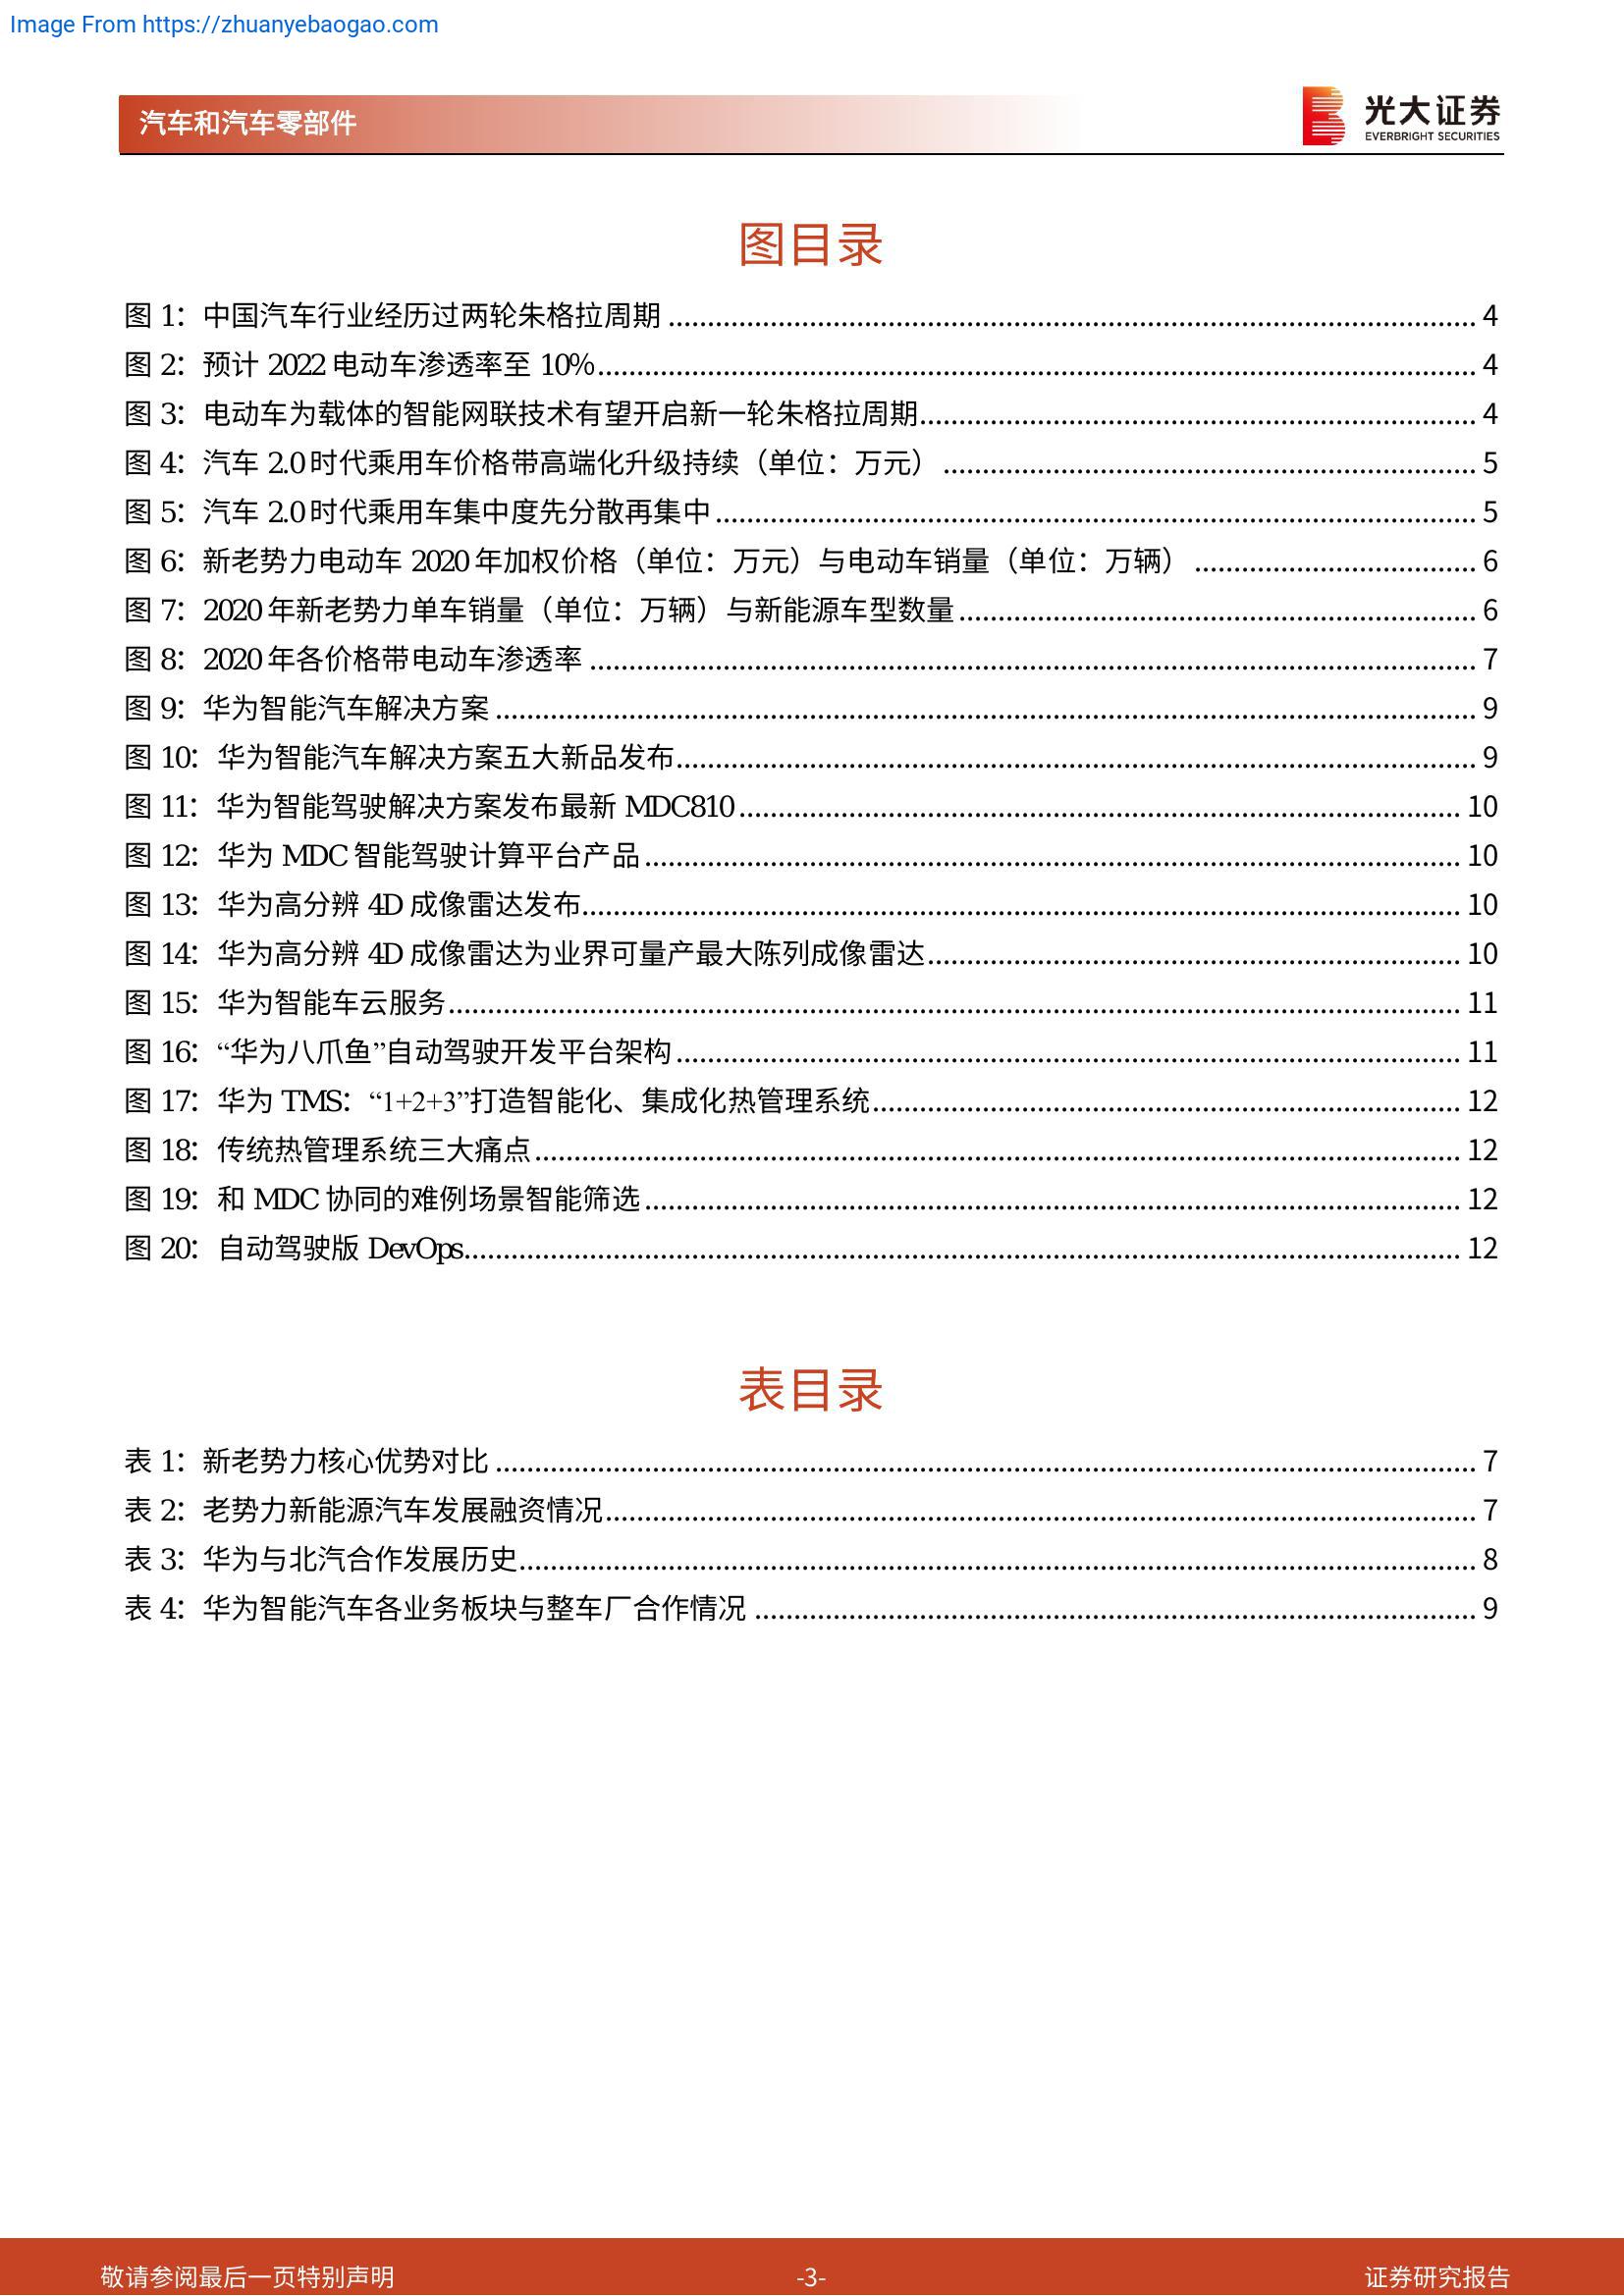 Image From https://zhuanyebaogao.com
汽车和汽车零部件
光大证券
EVERBRIGHT SECURITIES
图目录
图 1：中国汽车行业经历过两轮朱格拉周期 4
图 2：预计 2022 电动车渗透率至 10% 4
图 3：电动车为载体的智能网联技术有望开启新一轮朱格拉周期 4
图 4：汽车 2.0 时代乘用车价格带高端化升级持续（单位：万元） 5
图 5：汽车 2.0 时代乘用车集中度先分散再集中 5
图 6：新老势力电动车 2020 年加权价格（单位：万元）与电动车销量（单位：万辆） 6
图 7：2020 年新老势力单车销量（单位：万辆）与新能源车型数量 6
图 8：2020 年各价格带电动车渗透率 7
图 9：华为智能汽车解决方案 9
图 10：华为智能汽车解决方案五大新品发布 9
图 11：华为智能驾驶解决方案发布最新 MDC810 10
图 12：华为 MDC 智能驾驶计算平台产品 10
图 13：华为高分辨 4D 成像雷达发布 10
图 14：华为高分辨 4D 成像雷达为业界可量产最大陈列成像雷达 10
图 15：华为智能车云服务 11
图 16：“华为八爪鱼”自动驾驶开发平台架构 11
图 17：华为 TMS：“1+2+3”打造智能化、集成化热管理系统 12
图 18：传统热管理系统三大痛点 12
图 19：和 MDC 协同的难例场景智能筛选 12
图 20：自动驾驶版 DevOps 12
表目录
表 1：新老势力核心优势对比 7
表 2：老势力新能源汽车发展融资情况 7
表 3：华为与北汽合作发展历史 8
表 4：华为智能汽车各业务板块与整车厂合作情况 9
敬请参阅最后一页特别声明 -3- 证券研究报告